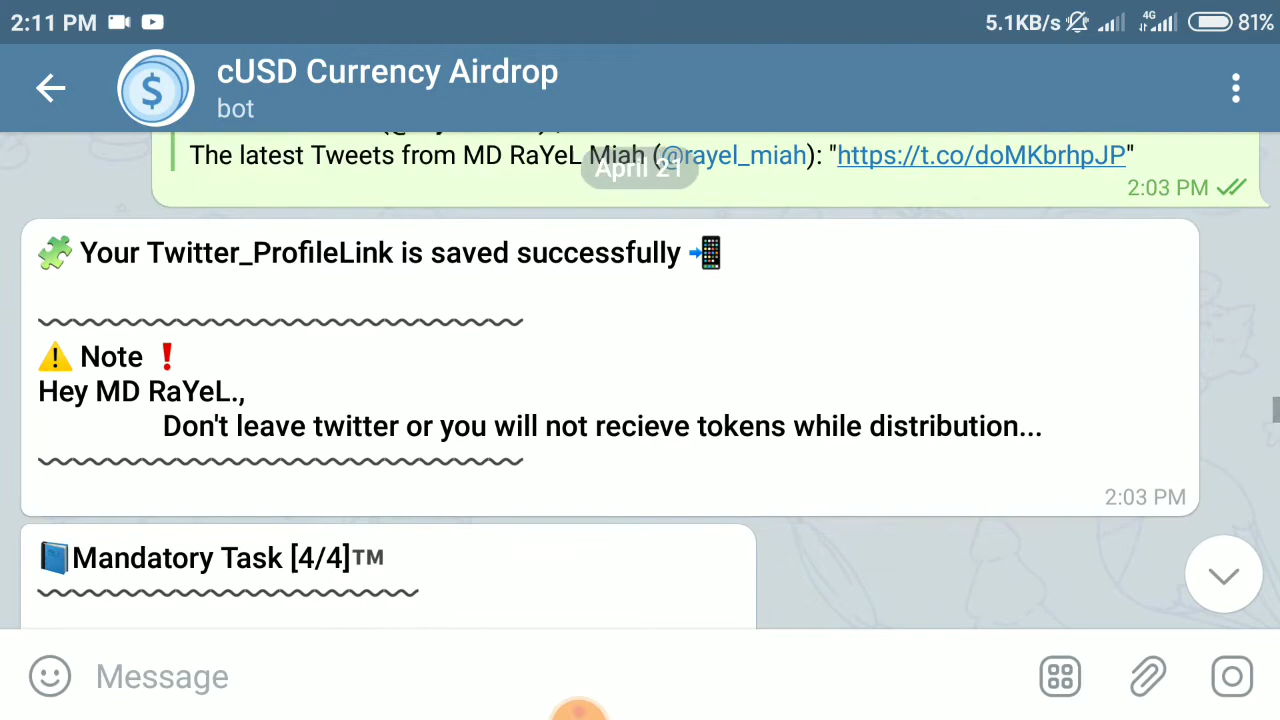 2:11 PM
5.1KB/s 4G 81%
cUSD Currency Airdrop
bot
The latest Tweets from MD RaYeL Miah (@rayel_miah): "https://t.co/doMKbrhpJP"
April 21
2:03 PM
Your Twitter_ProfileLink is saved successfully
Note
Hey MD RaYeL.,
Don't leave twitter or you will not recieve tokens while distribution...
2:03 PM
Mandatory Task [4/4]™
Message